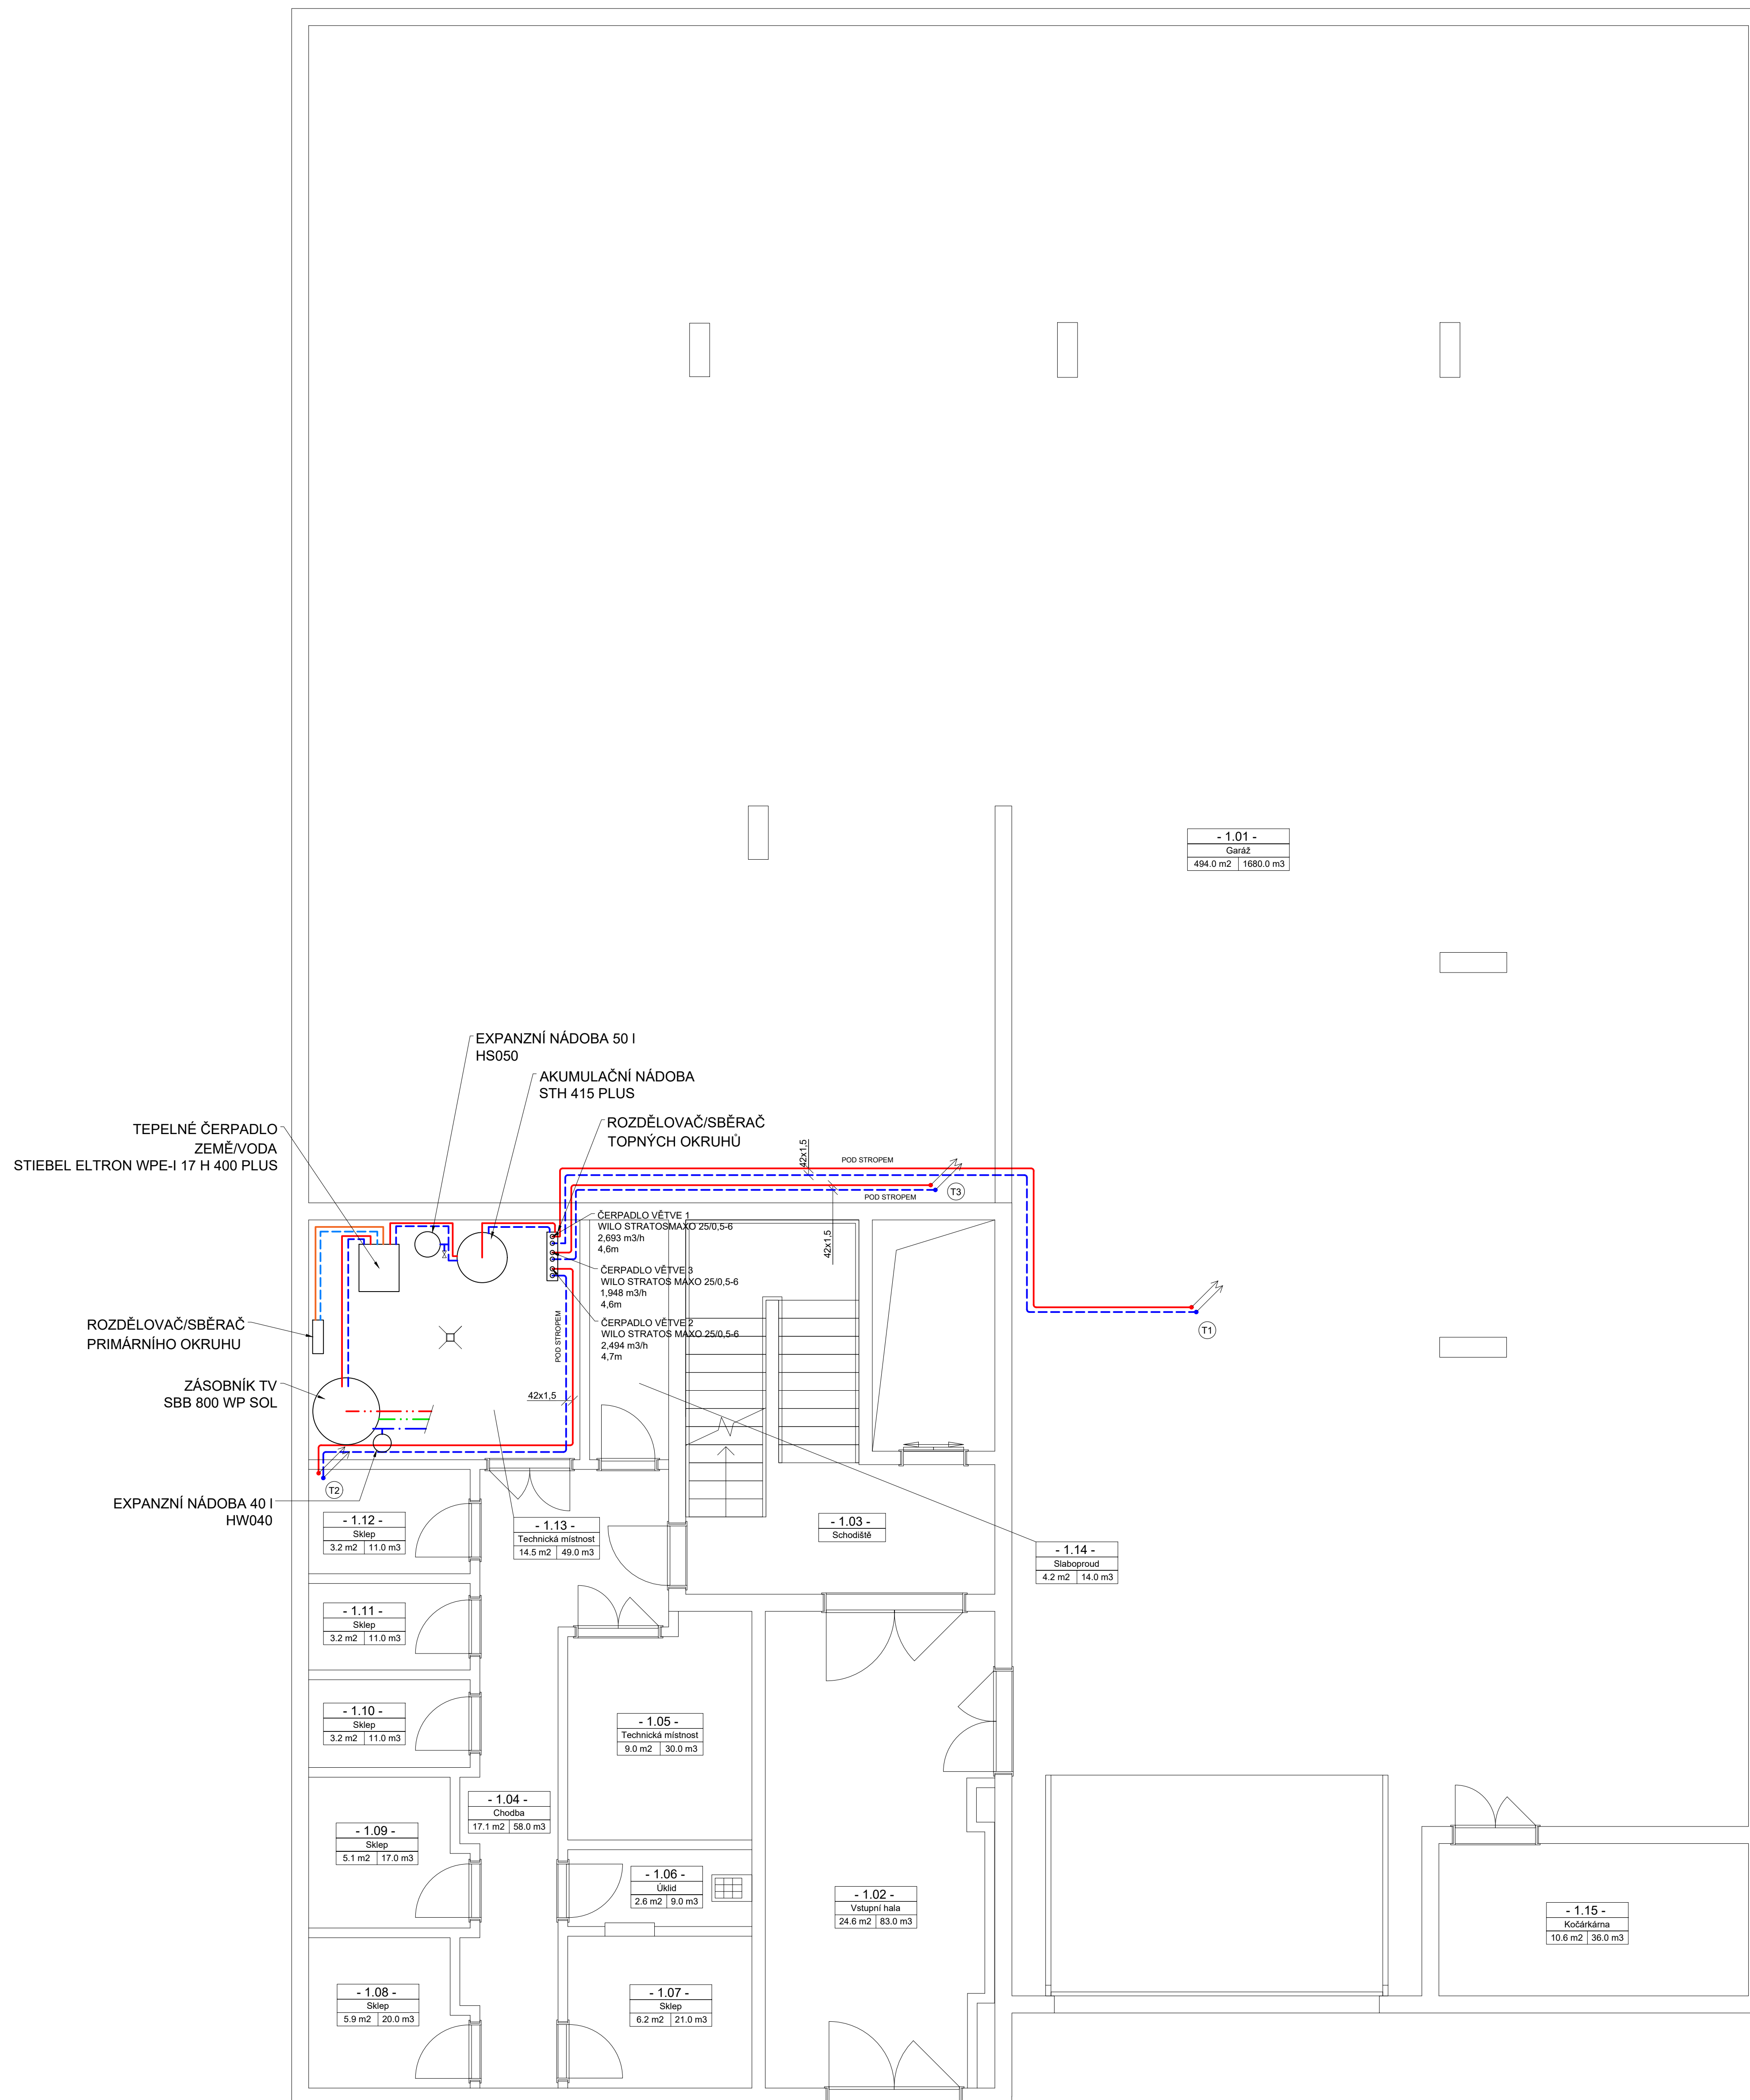 - 1.01 -
Garáž
494.0 m2 1680.0 m3
EXPANZNÍ NÁDOBA 50 l
HS050
AKUMULAČNÍ NÁDOBA
STH 415 PLUS
ROZDĚLOVAČ/SBĚRAČ
TOPNÝCH OKRUHŮ
TEPELNÉ ČERPADLO
ZEMĚ/VODA
STIEBEL ELTRON WPE-I 17 H 400 PLUS
42x1,5
POD STROPEM
POD STROPEM
T3
42x1,5
ČERPADLO VĚTVE 1
WILO STRATOSMAXO 25/0,5-6
2,693 m3/h
4,6m
ČERPADLO VĚTVE 3
WILO STRATOS MAXO 25/0,5-6
1,948 m3/h
4,6m
ČERPADLO VĚTVE 2
WILO STRATOS MAXO 25/0,5-6
2,494 m3/h
4,7m
POD STROPEM
42x1,5
T1
ROZDĚLOVAČ/SBĚRAČ
PRIMÁRNÍHO OKRUHU
ZÁSOBNÍK TV
SBB 800 WP SOL
T2
EXPANZNÍ NÁDOBA 40 l
HW040
- 1.12 -
Sklep
3.2 m2 11.0 m3
- 1.13 -
Technická místnost
14.5 m2 49.0 m3
- 1.03 -
Schodiště
- 1.14 -
Slaboproud
4.2 m2 14.0 m3
- 1.11 -
Sklep
3.2 m2 11.0 m3
- 1.10 -
Sklep
3.2 m2 11.0 m3
- 1.05 -
Technická místnost
9.0 m2 30.0 m3
- 1.04 -
Chodba
17.1 m2 58.0 m3
- 1.09 -
Sklep
5.1 m2 17.0 m3
- 1.06 -
Úklid
2.6 m2 9.0 m3
- 1.02 -
Vstupní hala
24.6 m2 83.0 m3
- 1.15 -
Kočárkárna
10.6 m2 36.0 m3
- 1.08 -
Sklep
5.9 m2 20.0 m3
- 1.07 -
Sklep
6.2 m2 21.0 m3